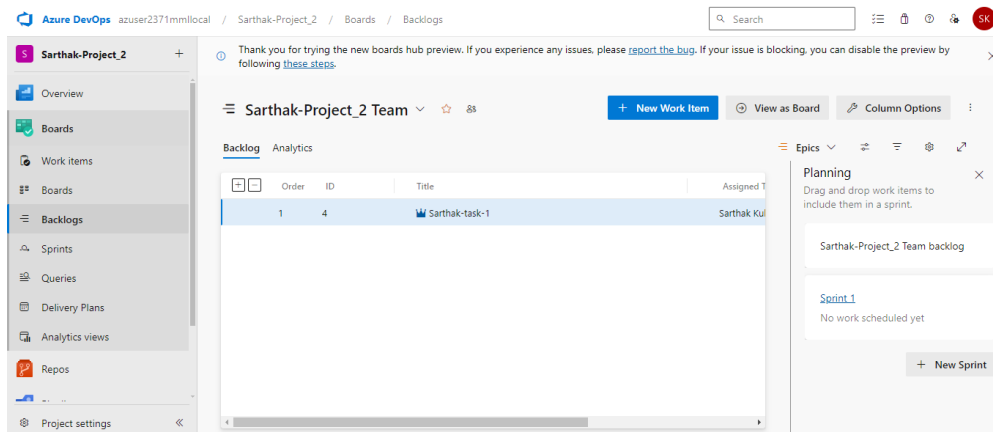 Azure DevOps azuser2371mmllocal / Sarthak-Project_2 / Boards / Backlogs
Search
SK
S Sarthak-Project_2 +
Thank you for trying the new boards hub preview. If you experience any issues, please report the bug. If your issue is blocking, you can disable the preview by
following these steps.
Overview
Boards
Work items
Boards
Backlogs
Sprints
Queries
Delivery Plans
Analytics views
Repos
Project settings
Sarthak-Project_2 Team
+ New Work Item
View as Board
Column Options
Backlog Analytics
Epics
Order ID Title Assigned T
1 4 Sarthak-task-1 Sarthak Kul
Planning
Drag and drop work items to
include them in a sprint.
Sarthak-Project_2 Team backlog
Sprint 1
No work scheduled yet
+ New Sprint